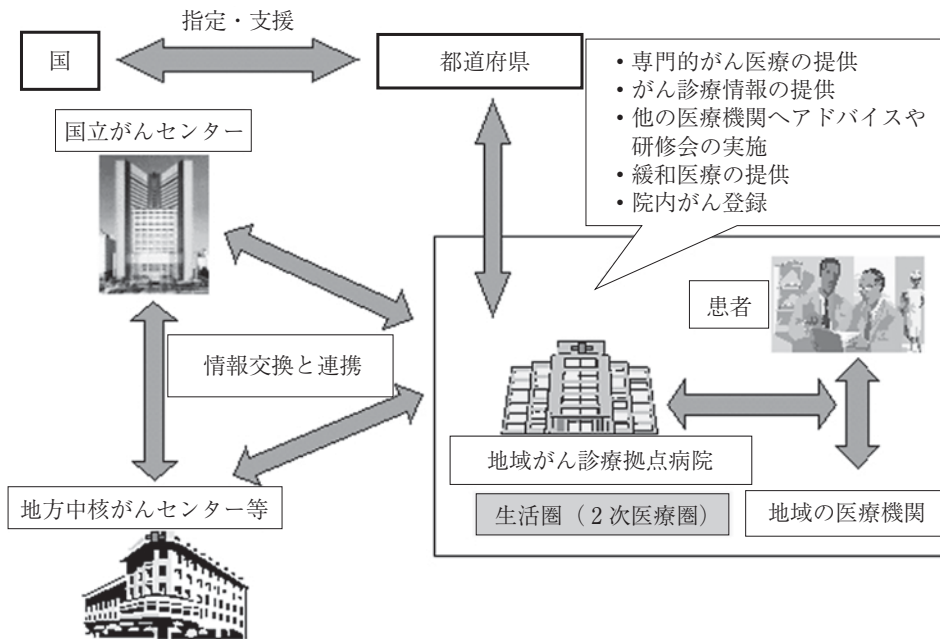 指定・支援
国
都道府県
・専門的がん医療の提供
・がん診療情報の提供
・他の医療機関へアドバイスや
研修会の実施
・緩和医療の提供
・院内がん登録
国立がんセンター
患者
情報交換と連携
地域がん診療拠点病院
生活圏（2次医療圏）
地域の医療機関
地方中核がんセンター等